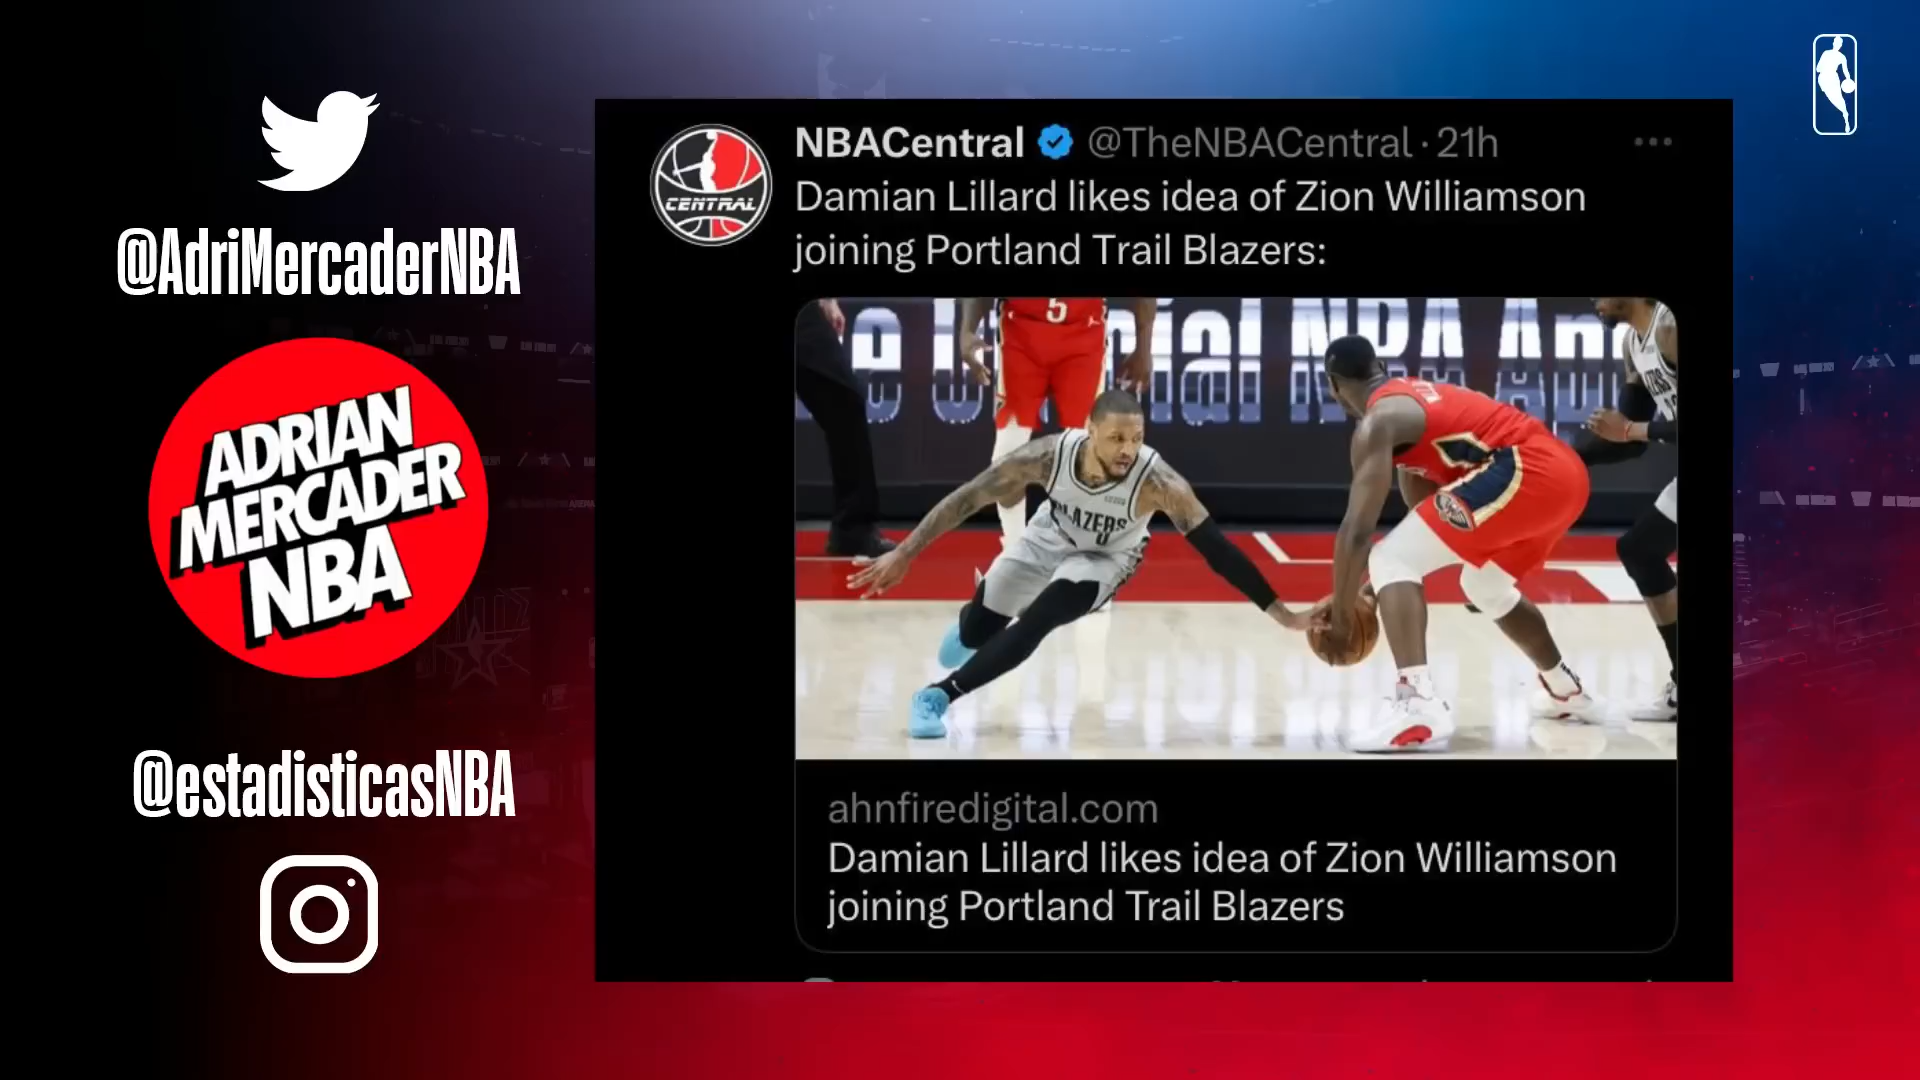 @AdriMercaderNBA
ADRIAN
MERCADER
NBA
@estadisticasNBA
NBACentral @TheNBACentral · 21h
CENTRAL
Damian Lillard likes idea of Zion Williamson
joining Portland Trail Blazers:
5
BLAZERS
0
ahnfiredigital.com
Damian Lillard likes idea of Zion Williamson
joining Portland Trail Blazers